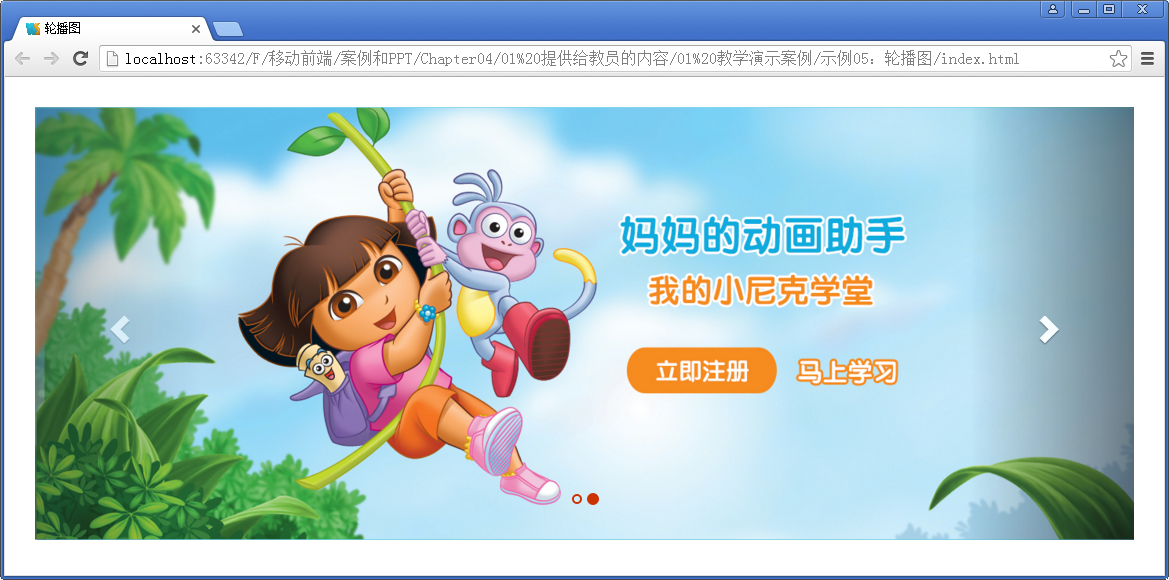 轮播图
localhost:63342/F/移动前端/案例和PPT/Chapter04/01%20提供给教员的内容/01%20教学演示案例/示例05：轮播图/index.html
妈妈的动画助手
我的小尼克学堂
立即注册 马上学习